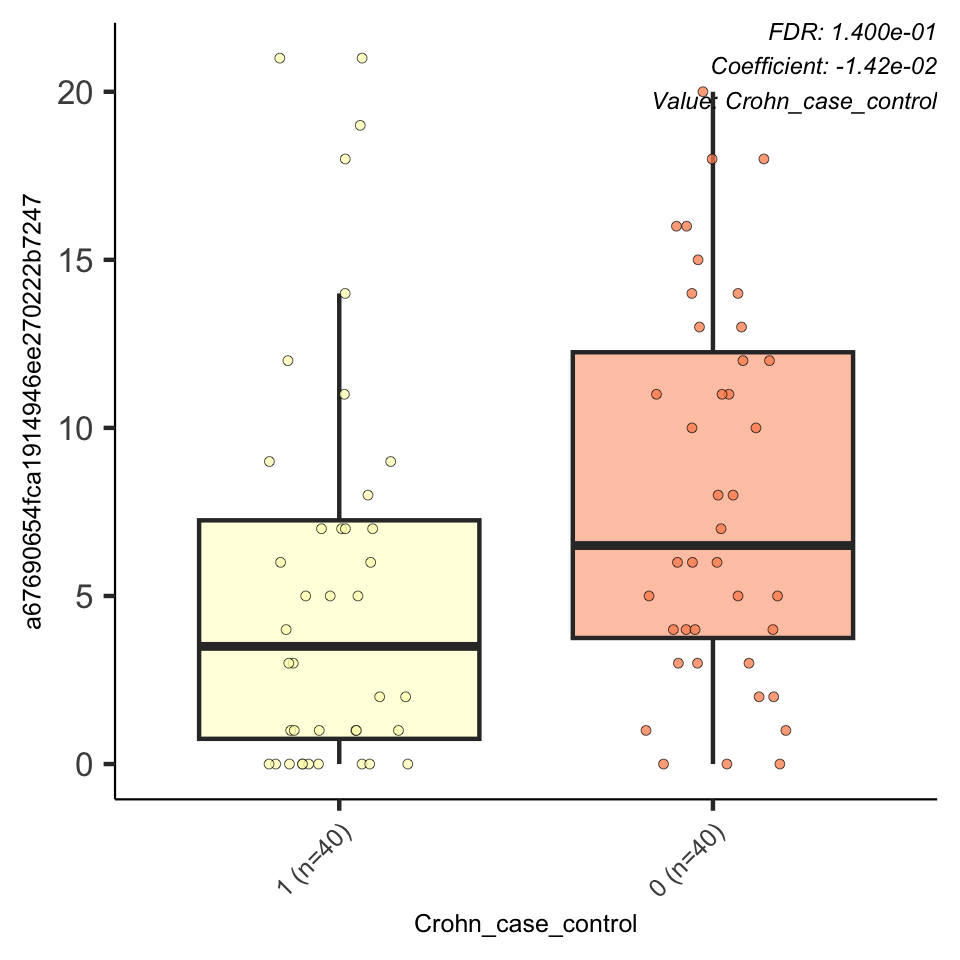 FDR: 1.400e-01
Coefficient: -1.42e-02
Value: Crohn_case_control
a67690654fca1914946ee270222b7247
20
15
10
5
0
1 (n=40)
0 (n=40)
Crohn_case_control